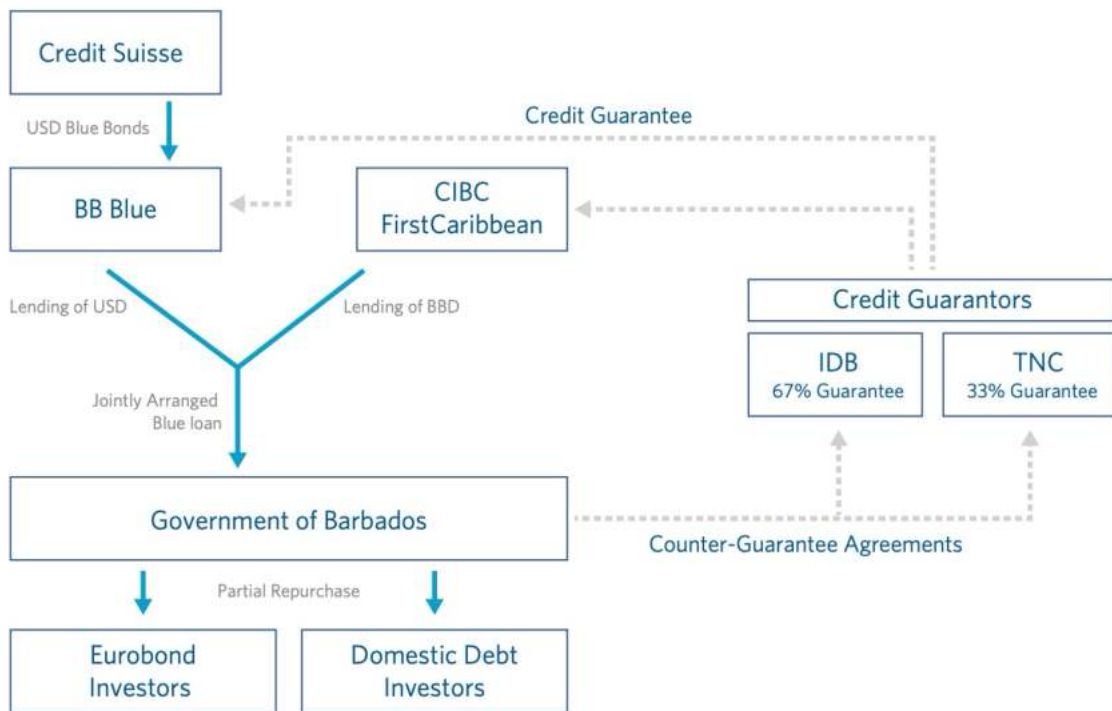 Credit Suisse
USD Blue Bonds
Credit Guarantee
BB Blue
CIBC
FirstCaribbean
Lending of USD
Lending of BBD
Credit Guarantors
IDB
67% Guarantee
TNC
33% Guarantee
Jointly Arranged
Blue loan
Government of Barbados
Counter-Guarantee Agreements
Partial Repurchase
Eurobond
Investors
Domestic Debt
Investors